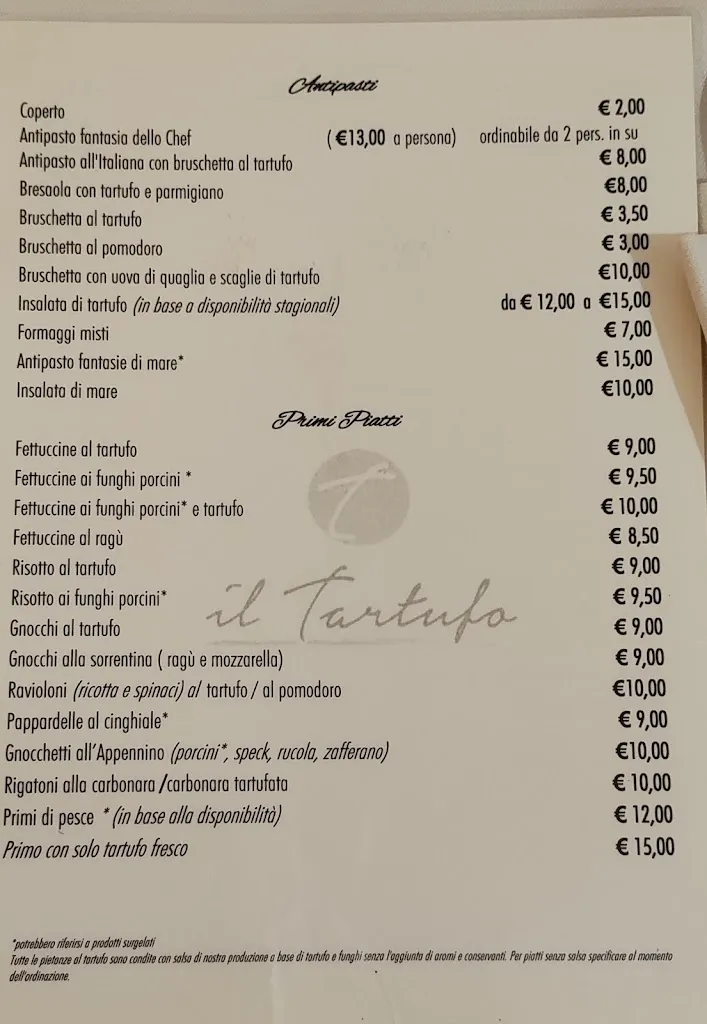 Antipasti
Coperto € 2,00
Antipasto fantasia dello Chef ( €13,00 a persona) ordinabile da 2 pers. in su
Antipasto all'Italiana con bruschetta al tartufo € 8,00
Bresaola con tartufo e parmigiano €8,00
Bruschetta al tartufo € 3,50
Bruschetta al pomodoro € 3,00
Bruschetta con uova di quaglia e scaglie di tartufo €10,00
Insalata di tartufo (in base a disponibilità stagionali) da € 12,00 a €15,00
Formaggi misti € 7,00
Antipasto fantasie di mare* € 15,00
Insalata di mare €10,00
Primi Piatti
Fettuccine al tartufo € 9,00
Fettuccine ai funghi porcini * € 9,50
Fettuccine ai funghi porcini* e tartufo € 10,00
Fettuccine al ragù € 8,50
Risotto al tartufo € 9,00
Risotto ai funghi porcini* € 9,50
il Tartufo
Gnocchi al tartufo € 9,00
Gnocchi alla sorrentina ( ragù e mozzarella) € 9,00
Ravioloni (ricotta e spinaci) al tartufo / al pomodoro €10,00
Pappardelle al cinghiale* € 9,00
Gnocchetti all'Appennino (porcini*, speck, rucola, zafferano) €10,00
Rigatoni alla carbonara /carbonara tartufata € 10,00
Primi di pesce * (in base alla disponibilità) € 12,00
Primo con solo tartufo fresco € 15,00
*potrebbero riferirsi a prodotti surgelati
Tutte le pietanze al tartufo sono condite con salsa di nostra produzione a base di tartufo e funghi senza l'aggiunta di aromi e conservanti. Per piatti senza salsa specificare al momento
dell'ordinazione.